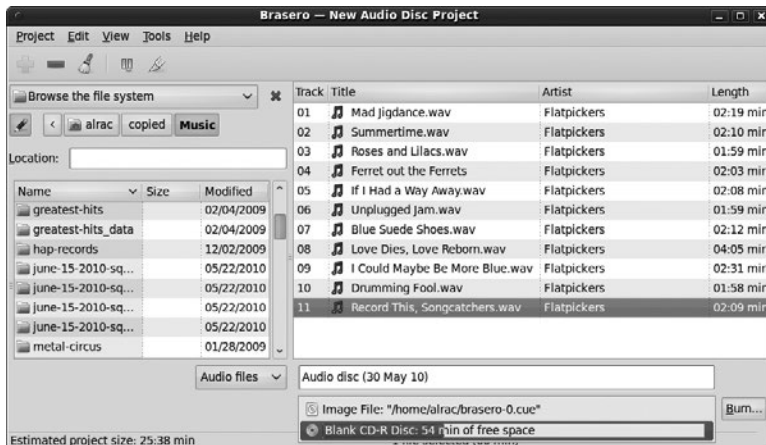 Brasero — New Audio Disc Project
Project Edit View Tools Help
Browse the file system
alrac copied Music
Location:
Name Size Modified
greatest-hits 02/04/2009
greatest-hits_data 02/04/2009
hap-records 12/02/2009
june-15-2010-sq... 05/22/2010
june-15-2010-sq... 05/22/2010
june-15-2010-sq... 05/22/2010
june-15-2010-sq... 05/22/2010
metal-circus 01/28/2009
Audio files
Track Title Artist Length
01 Mad Jigdance.wav Flatpickers 02:19 min
02 Summertime.wav Flatpickers 02:10 min
03 Roses and Lilacs.wav Flatpickers 01:59 min
04 Ferret out the Ferrets Flatpickers 02:03 min
05 If I Had a Way Away.wav Flatpickers 02:08 min
06 Unplugged Jam.wav Flatpickers 01:59 min
07 Blue Suede Shoes.wav Flatpickers 02:12 min
08 Love Dies, Love Reborn.wav Flatpickers 04:05 min
09 I Could Maybe Be More Blue.wav Flatpickers 02:31 min
10 Drumming Fool.wav Flatpickers 01:58 min
11 Record This, Songcatchers.wav Flatpickers 02:09 min
Audio disc (30 May 10)
Image File: "/home/alrac/brasero-0.cue"
Blank CD-R Disc: 54 min of free space
Burn...
Estimated project size: 25:38 min